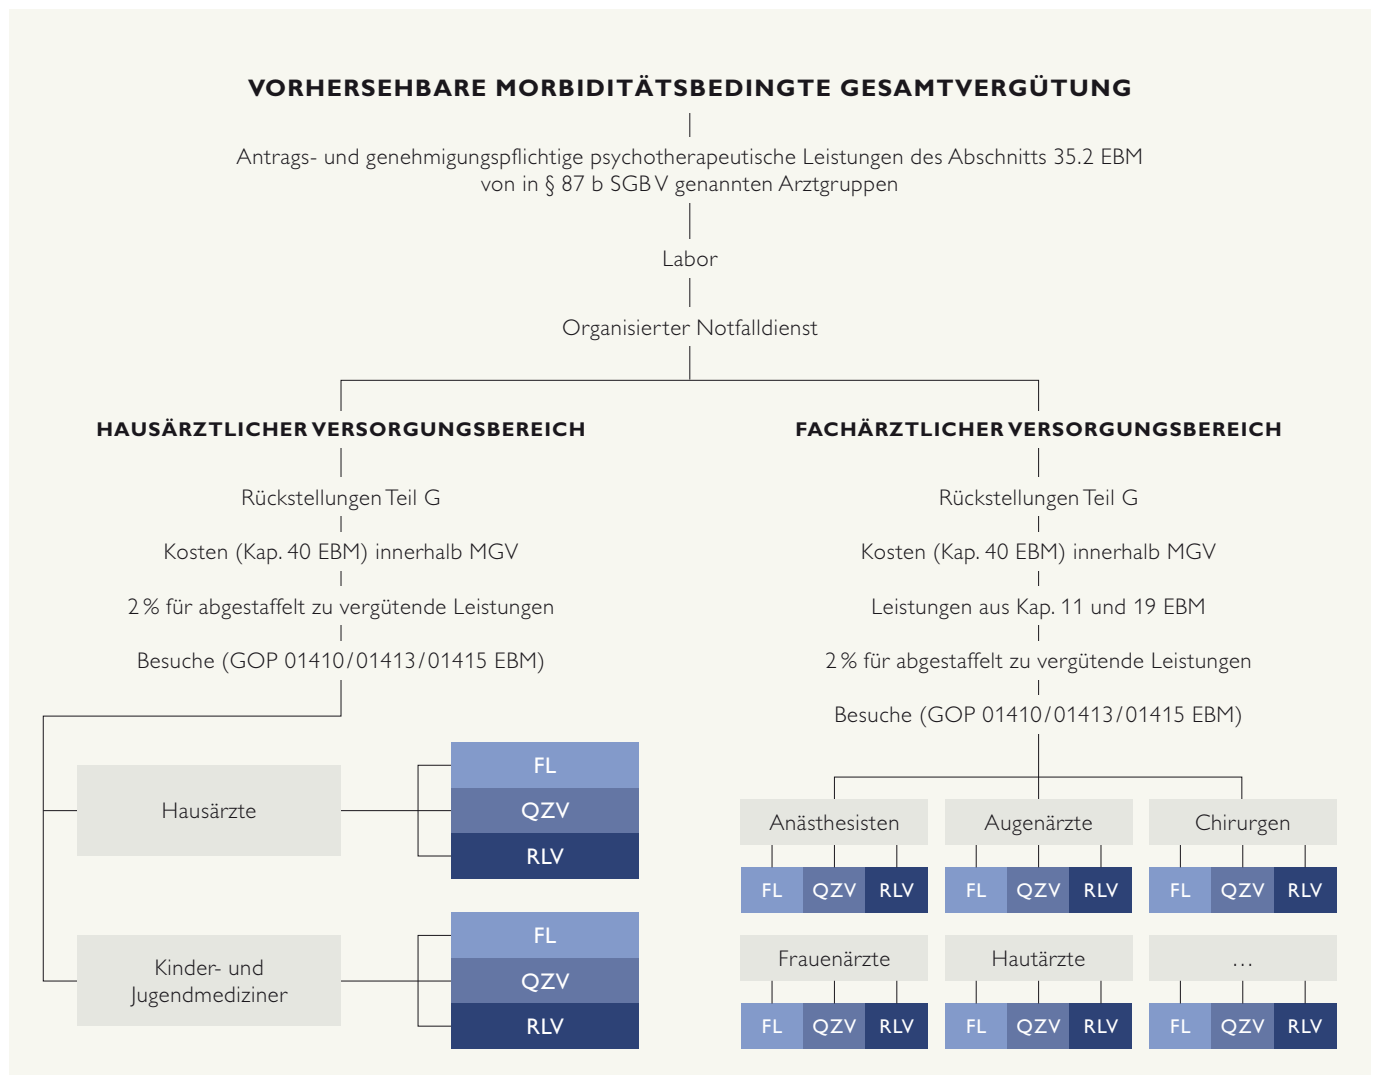 VORHERSEHBARE MORBIDITÄTSBEDINGTE GESAMTVERGÜTUNG
Antrags- und genehmigungspflichtige psychotherapeutische Leistungen des Abschnitts 35.2 EBM
von in § 87 b SGB V genannten Arztgruppen
Labor
Organisierter Notfalldienst
HAUSÄRZTLICHER VERSORGUNGSBEREICH
Rückstellungen Teil G
Kosten (Kap. 40 EBM) innerhalb MGV
2 % für abgestaffelt zu vergütende Leistungen
Besuche (GOP 01410/01413/01415 EBM)
Hausärzte
FL
QZV
RLV
Kinder- und
Jugendmediziner
FL
QZV
RLV
FACHÄRZTLICHER VERSORGUNGSBEREICH
Rückstellungen Teil G
Kosten (Kap. 40 EBM) innerhalb MGV
Leistungen aus Kap. 11 und 19 EBM
2 % für abgestaffelt zu vergütende Leistungen
Besuche (GOP 01410/01413/01415 EBM)
Anästhesisten
FL QZV RLV
Augenärzte
FL QZV RLV
Chirurgen
FL QZV RLV
Frauenärzte
FL QZV RLV
Hautärzte
FL QZV RLV
…
FL QZV RLV